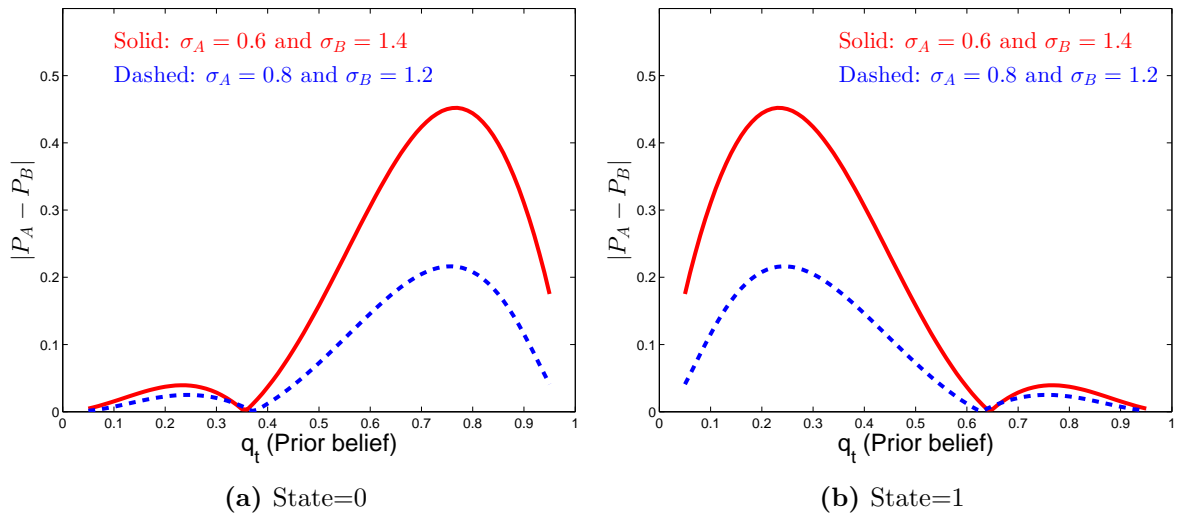 Solid: σ_A = 0.6 and σ_B = 1.4
Dashed: σ_A = 0.8 and σ_B = 1.2
|P_A − P_B|
0.5
0.4
0.3
0.2
0.1
0
0 0.1 0.2 0.3 0.4 0.5 0.6 0.7 0.8 0.9 1
q_t (Prior belief)
(a) State=0
Solid: σ_A = 0.6 and σ_B = 1.4
Dashed: σ_A = 0.8 and σ_B = 1.2
|P_A − P_B|
0.5
0.4
0.3
0.2
0.1
0
0 0.1 0.2 0.3 0.4 0.5 0.6 0.7 0.8 0.9 1
q_t (Prior belief)
(b) State=1